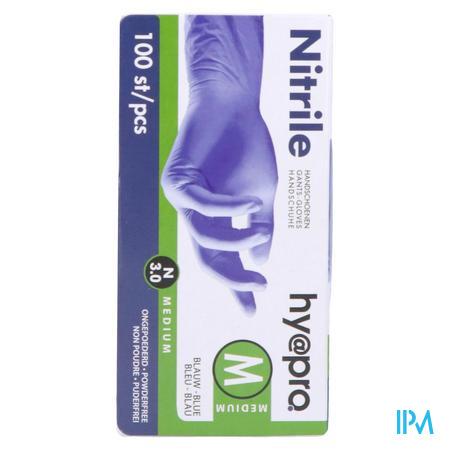 Nitrile
HANDSCHOENEN
GANTS - GLOVES
HANDSCHUHE
hy@pro.
100 st/pcs
N
3.0
MEDIUM
ONGEPOEDERD • POWDERFREE
NON POUDRE • PUDERFREI
BLAUW - BLUE
BLEU - BLAU
M
MEDIUM
IPM